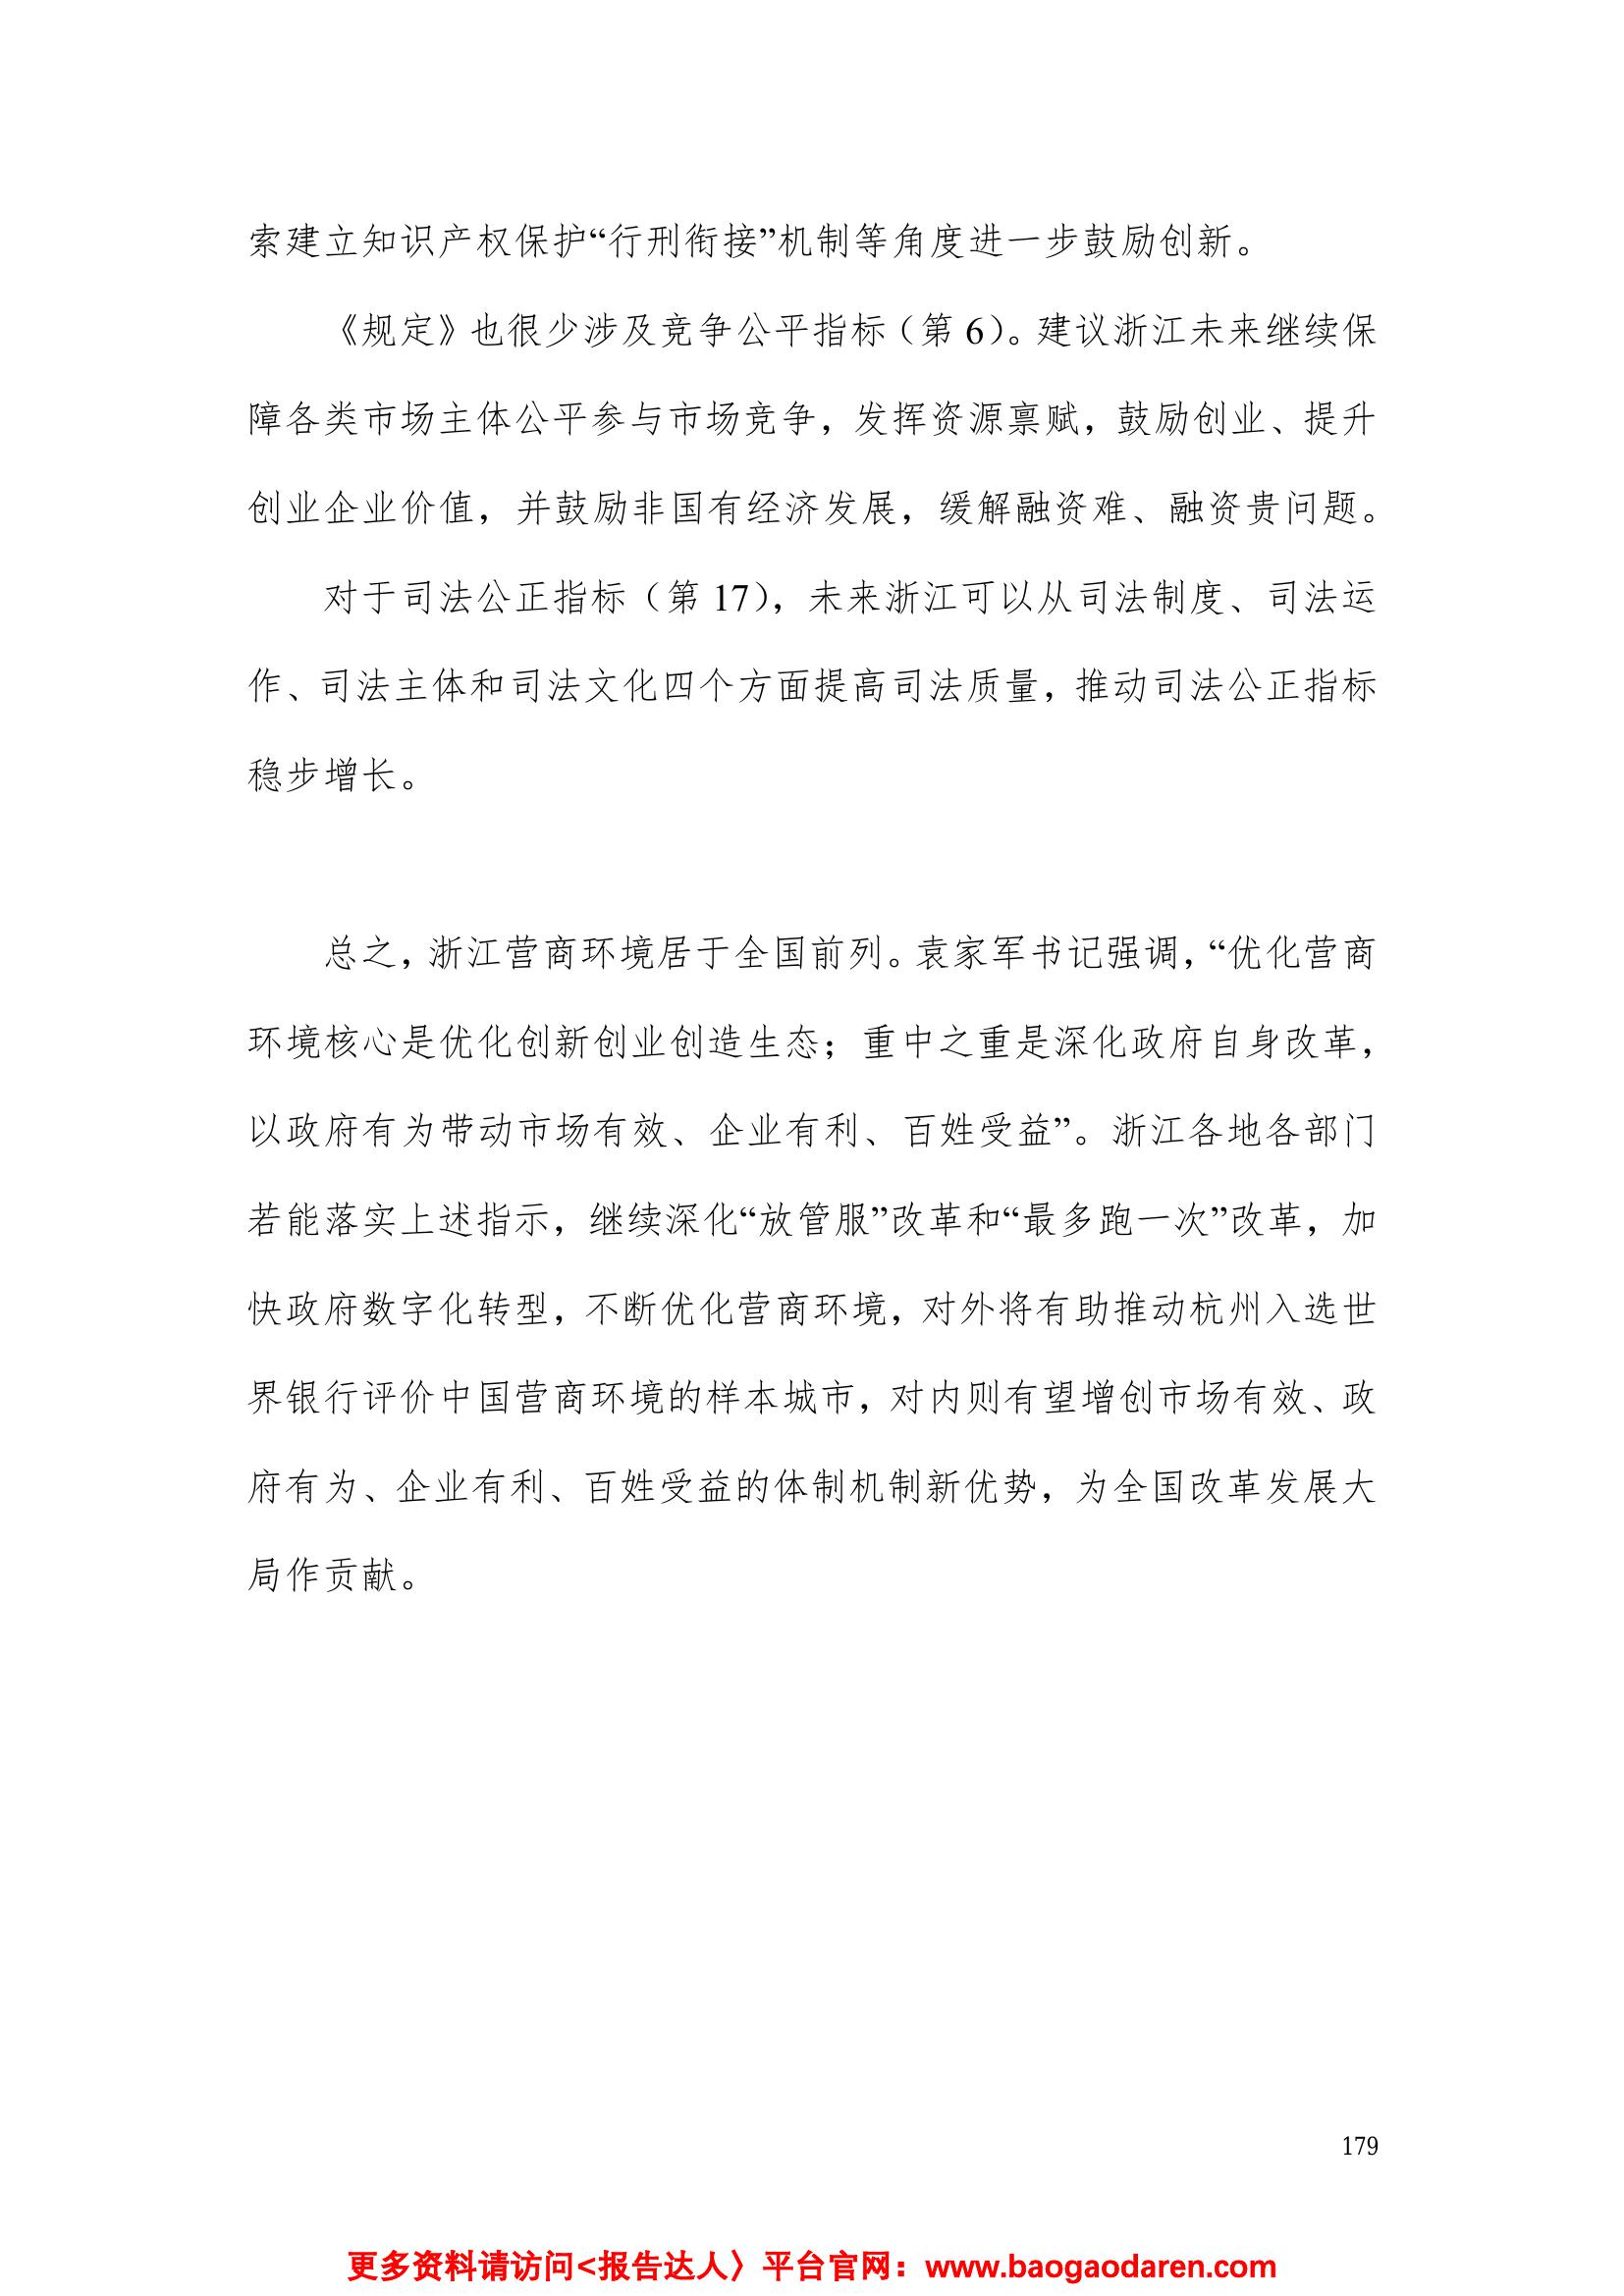 索建立知识产权保护“行刑衔接”机制等角度进一步鼓励创新。
《规定》也很少涉及竞争公平指标（第 6）。建议浙江未来继续保
障各类市场主体公平参与市场竞争，发挥资源禀赋，鼓励创业、提升
创业企业价值，并鼓励非国有经济发展，缓解融资难、融资贵问题。
对于司法公正指标（第 17），未来浙江可以从司法制度、司法运
作、司法主体和司法文化四个方面提高司法质量，推动司法公正指标
稳步增长。
总之，浙江营商环境居于全国前列。袁家军书记强调，“优化营商
环境核心是优化创新创业创造生态；重中之重是深化政府自身改革，
以政府有为带动市场有效、企业有利、百姓受益”。浙江各地各部门
若能落实上述指示，继续深化“放管服”改革和“最多跑一次”改革，加
快政府数字化转型，不断优化营商环境，对外将有助推动杭州入选世
界银行评价中国营商环境的样本城市，对内则有望增创市场有效、政
府有为、企业有利、百姓受益的体制机制新优势，为全国改革发展大
局作贡献。
179
更多资料请访问<报告达人〉平台官网：www.baogaodaren.com